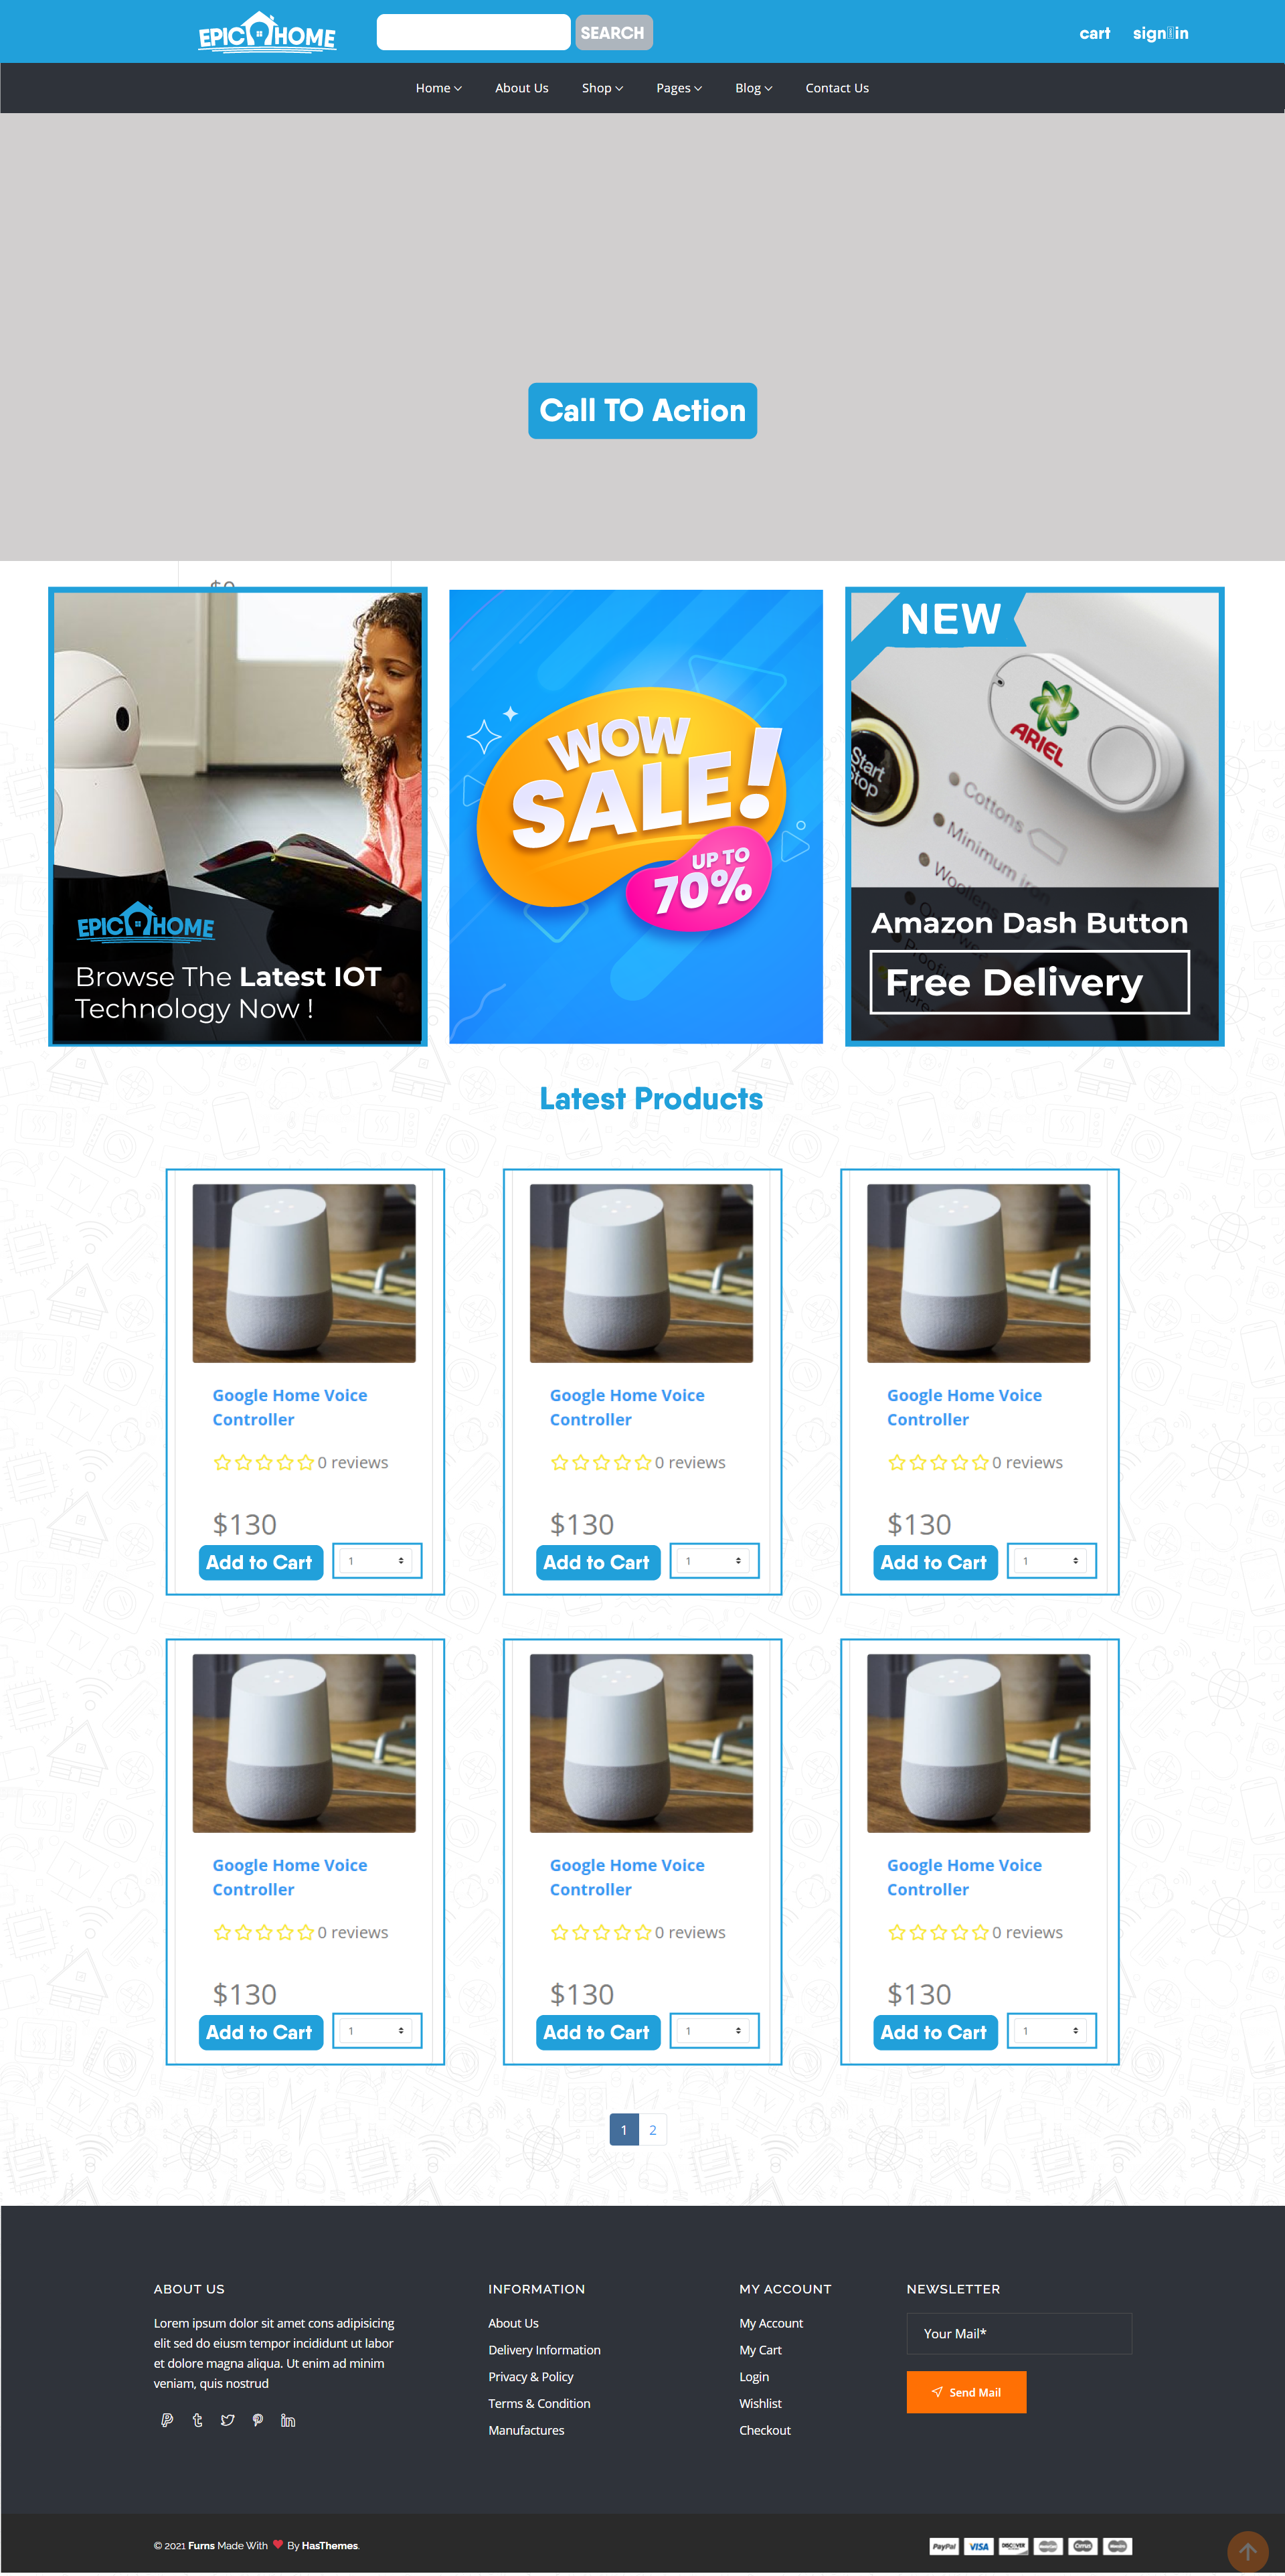 EPIC HOME
SEARCH
cart
sign in
Home
About Us
Shop
Pages
Blog
Contact Us
Call TO Action
$0
EPIC HOME
Browse The Latest IOT
Technology Now !
WOW
SALE!
UP TO
70%
NEW
ARIEL
Start
Stop
Cottons
Minimum iron
Woollens
Amazon Dash Button
Free Delivery
Latest Products
Google Home Voice
Controller
0 reviews
$130
Add to Cart
1
Google Home Voice
Controller
0 reviews
$130
Add to Cart
1
Google Home Voice
Controller
0 reviews
$130
Add to Cart
1
Google Home Voice
Controller
0 reviews
$130
Add to Cart
1
Google Home Voice
Controller
0 reviews
$130
Add to Cart
1
Google Home Voice
Controller
0 reviews
$130
Add to Cart
1
1 2
ABOUT US
Lorem ipsum dolor sit amet cons adipisicing
elit sed do eiusm tempor incididunt ut labor
et dolore magna aliqua. Ut enim ad minim
veniam, quis nostrud
INFORMATION
About Us
Delivery Information
Privacy & Policy
Terms & Condition
Manufactures
MY ACCOUNT
My Account
My Cart
Login
Wishlist
Checkout
NEWSLETTER
Your Mail*
Send Mail
© 2021 Furns Made With ❤ By HasThemes.
PayPal
VISA
DISCOVER
MasterCard
Cirrus
Maestro